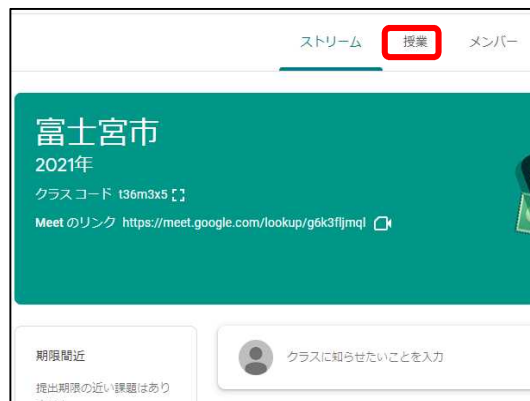 ストリーム 授業 メンバー
富士宮市
2021年
クラス コード t36m3x5
Meet のリンク https://meet.google.com/lookup/g6k3fljmql
期限間近
クラスに知らせたいことを入力
提出期限の近い課題はあり